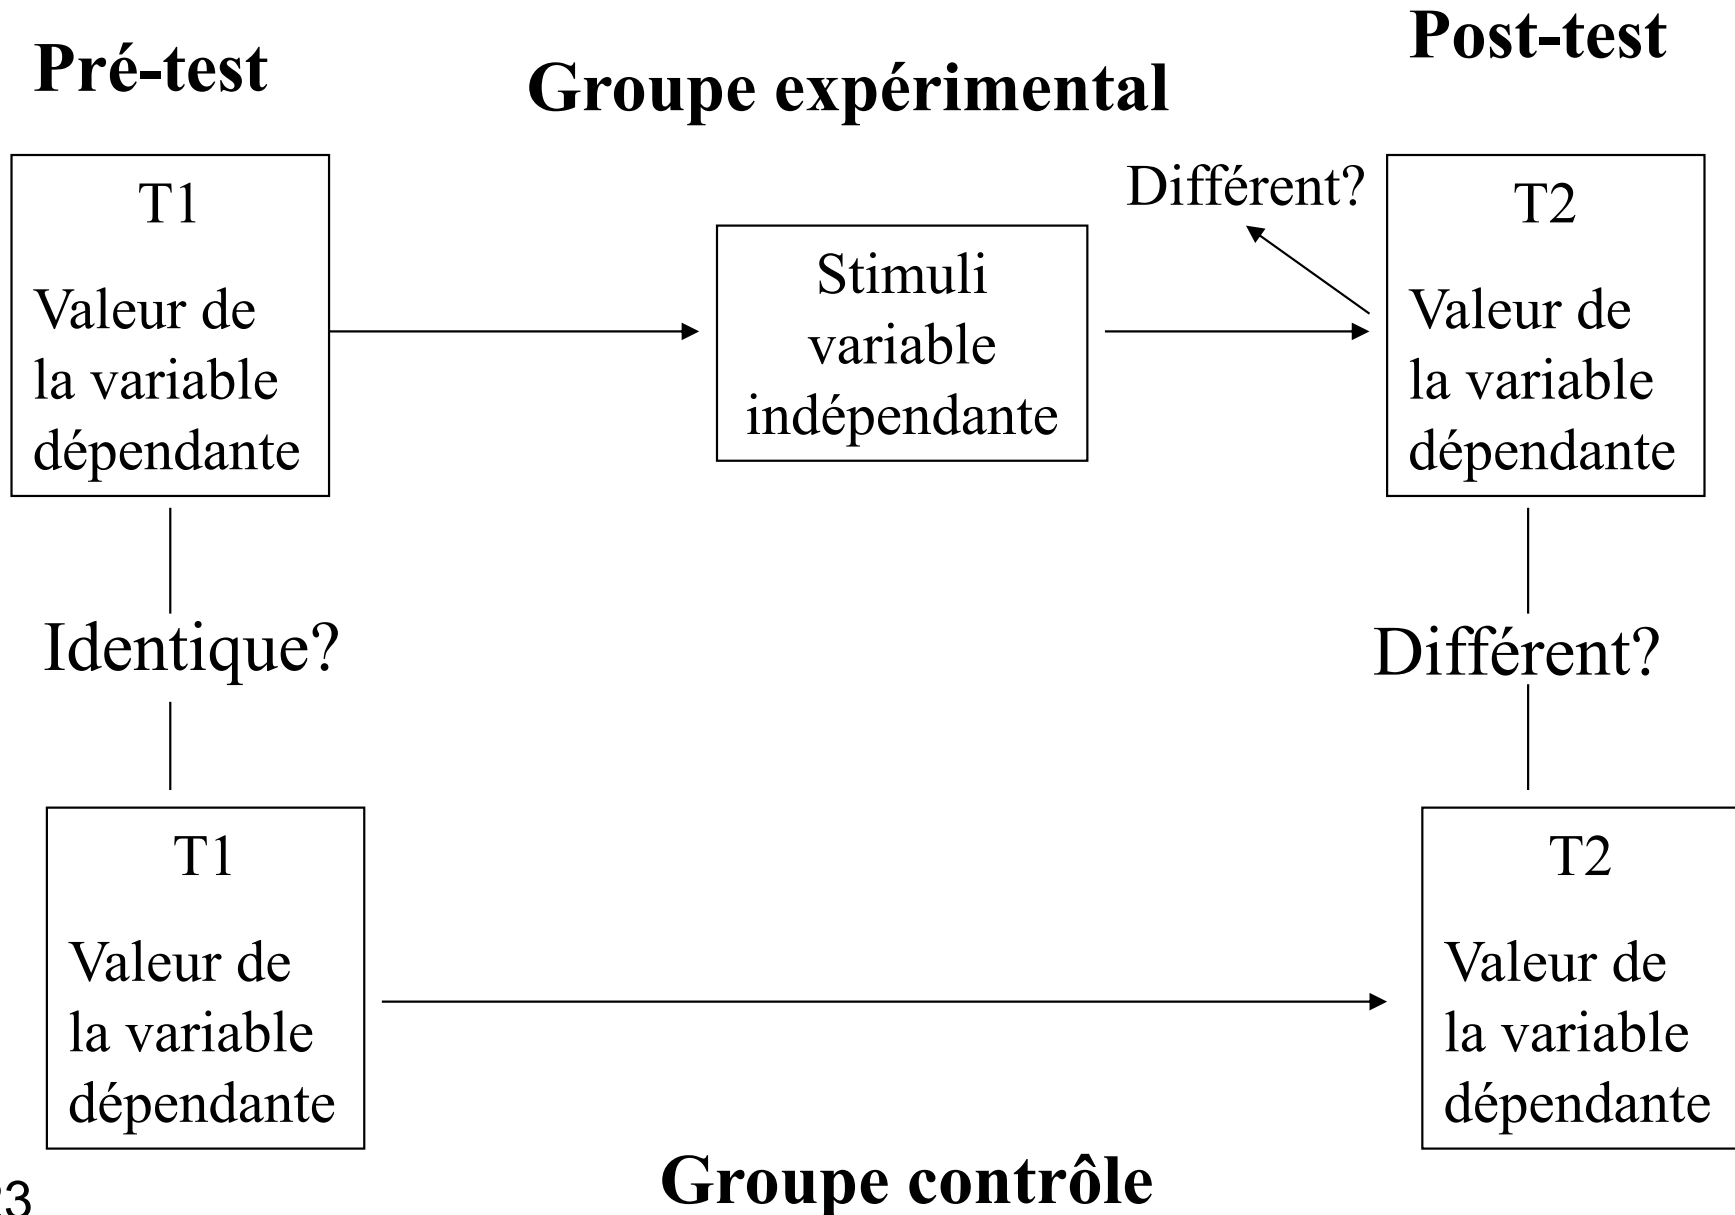 Pré-test
Groupe expérimental
Post-test
T1
Valeur de
la variable
dépendante
Stimuli
variable
indépendante
Différent?
T2
Valeur de
la variable
dépendante
Identique?
Différent?
T1
Valeur de
la variable
dépendante
T2
Valeur de
la variable
dépendante
Groupe contrôle
23